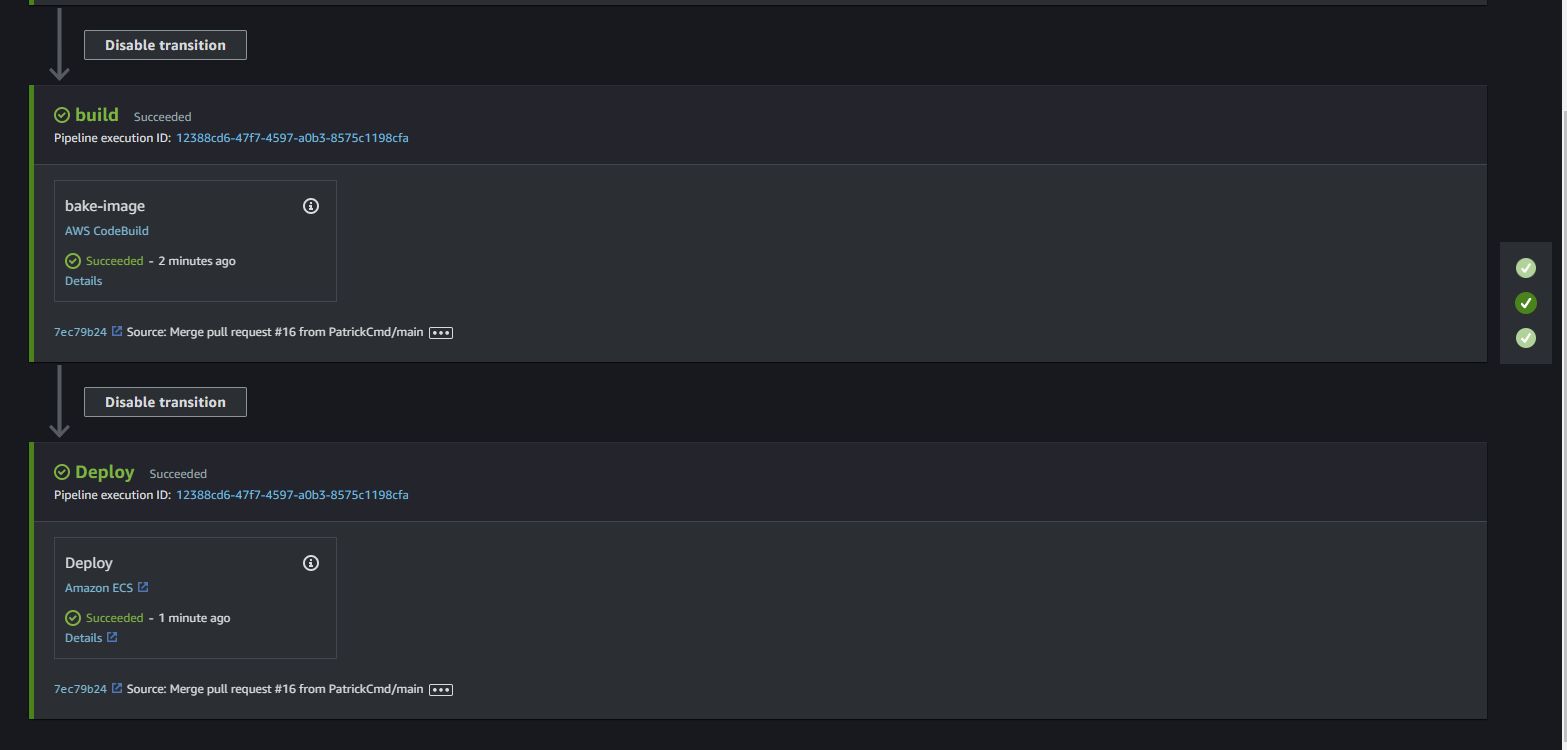 Disable transition
build Succeeded
Pipeline execution ID: 12388cd6-47f7-4597-a0b3-8575c1198cfa
bake-image
AWS CodeBuild
Succeeded - 2 minutes ago
Details
7ec79b24 Source: Merge pull request #16 from PatrickCmd/main
Disable transition
Deploy Succeeded
Pipeline execution ID: 12388cd6-47f7-4597-a0b3-8575c1198cfa
Deploy
Amazon ECS
Succeeded - 1 minute ago
Details
7ec79b24 Source: Merge pull request #16 from PatrickCmd/main